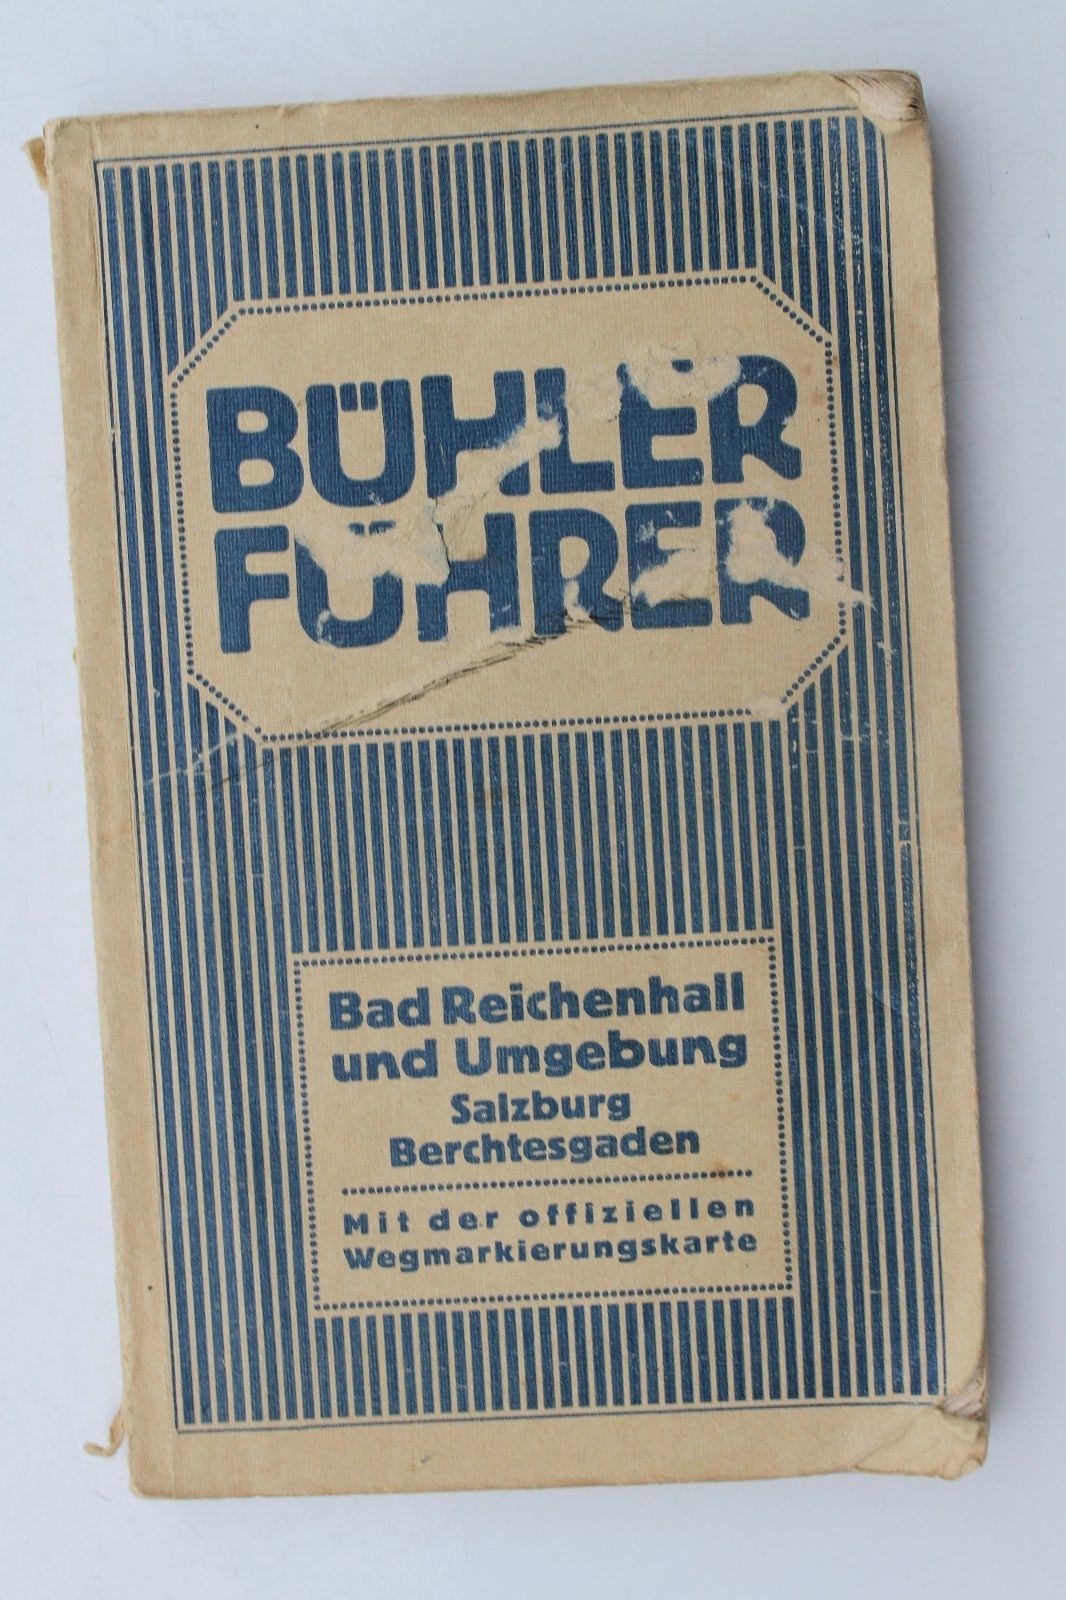 BÜHLER
FÜHRER
Bad Reichenhall
und Umgebung
Salzburg
Berchtesgaden
Mit der offiziellen
Wegmarkierungskarte